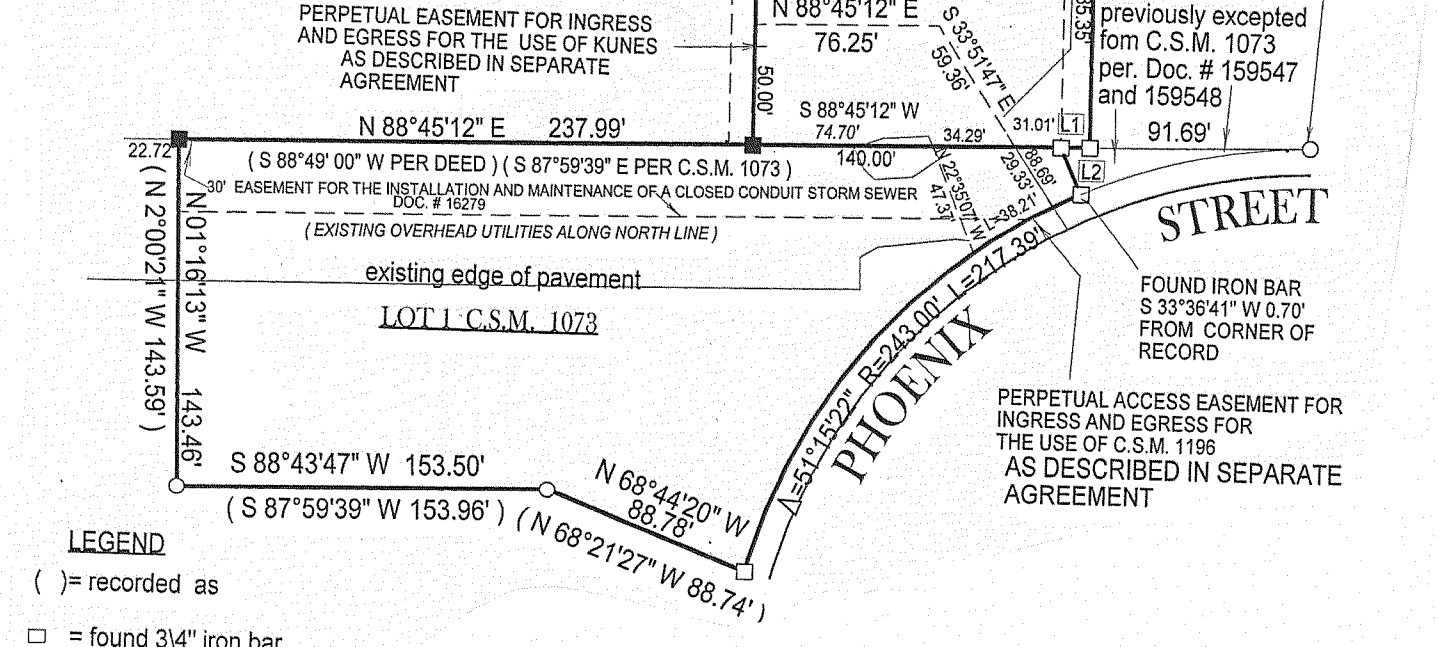 PERPETUAL EASEMENT FOR INGRESS
AND EGRESS FOR THE USE OF KUNES
AS DESCRIBED IN SEPARATE
AGREEMENT
N 88°45'12" E
76.25'
50.00'
S 33°51'47" E
59.36'
35.35'
previously excepted
fom C.S.M. 1073
per. Doc. # 159547
and 159548
91.69'
N 88°45'12" E 237.99'
S 88°45'12" W
74.70'
34.29'
31.01'
L1
L2
22.72
( S 88°49' 00" W PER DEED ) ( S 87°59'39" E PER C.S.M. 1073 )
140.00'
30' EASEMENT FOR THE INSTALLATION AND MAINTENANCE OF A CLOSED CONDUIT STORM SEWER
DOC. # 16279
( EXISTING OVERHEAD UTILITIES ALONG NORTH LINE )
N 22°35'07" W
47.37'
88.69'
29.33'
L=38.21'
STREET
existing edge of pavement
LOT 1 C.S.M. 1073
( N 2°00'21" W 143.59' )
N 01°16'13" W 143.46'
FOUND IRON BAR
S 33°36'41" W 0.70'
FROM CORNER OF
RECORD
Δ=51°15'22" R=243.00' L=217.39'
PHOENIX
PERPETUAL ACCESS EASEMENT FOR
INGRESS AND EGRESS FOR
THE USE OF C.S.M. 1196
AS DESCRIBED IN SEPARATE
AGREEMENT
S 88°43'47" W 153.50'
( S 87°59'39" W 153.96' )
N 68°44'20" W
88.78'
( N 68°21'27" W 88.74' )
LEGEND
( )= recorded as
= found 3\4" iron bar